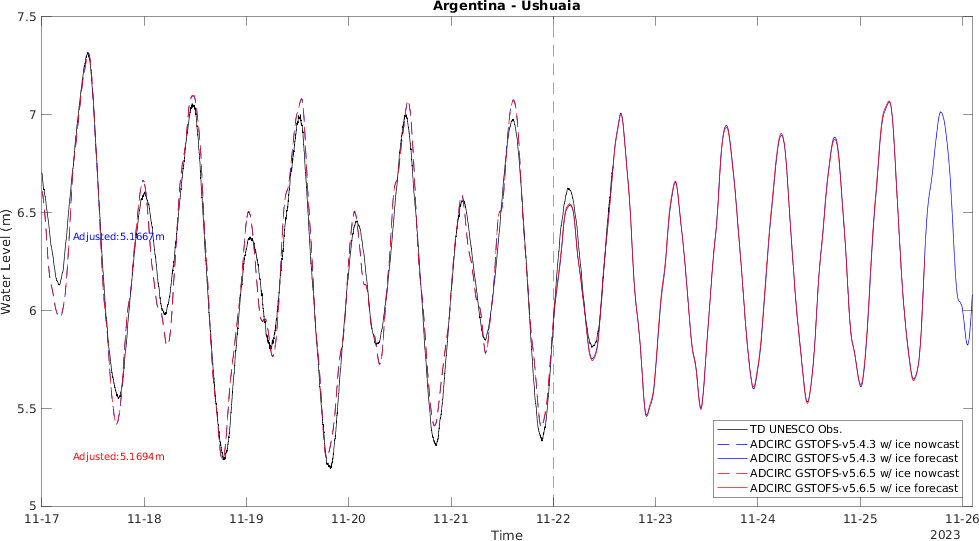 Argentina - Ushuaia
7.5
7
6.5
6
5.5
5
Water Level (m)
Adjusted:5.1667m
Adjusted:5.1694m
TD UNESCO Obs.
ADCIRC GSTOFS-v5.4.3 w/ ice nowcast
ADCIRC GSTOFS-v5.4.3 w/ ice forecast
ADCIRC GSTOFS-v5.6.5 w/ ice nowcast
ADCIRC GSTOFS-v5.6.5 w/ ice forecast
11-17 11-18 11-19 11-20 11-21 11-22 11-23 11-24 11-25 11-26
Time
2023